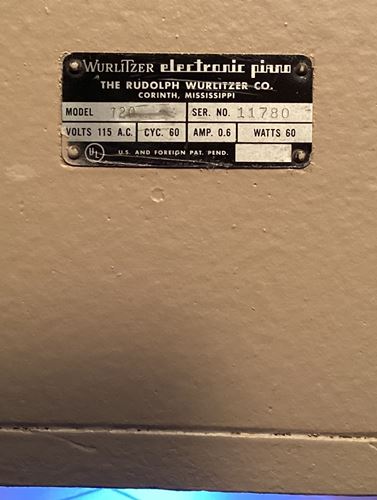 WURLITZER electronic piano
THE RUDOLPH WURLITZER CO.
CORINTH, MISSISSIPPI
MODEL 720 SER. NO. 11780
VOLTS 115 A.C. CYC. 60 AMP. 0.6 WATTS 60
UL U.S. AND FOREIGN PAT. PEND.